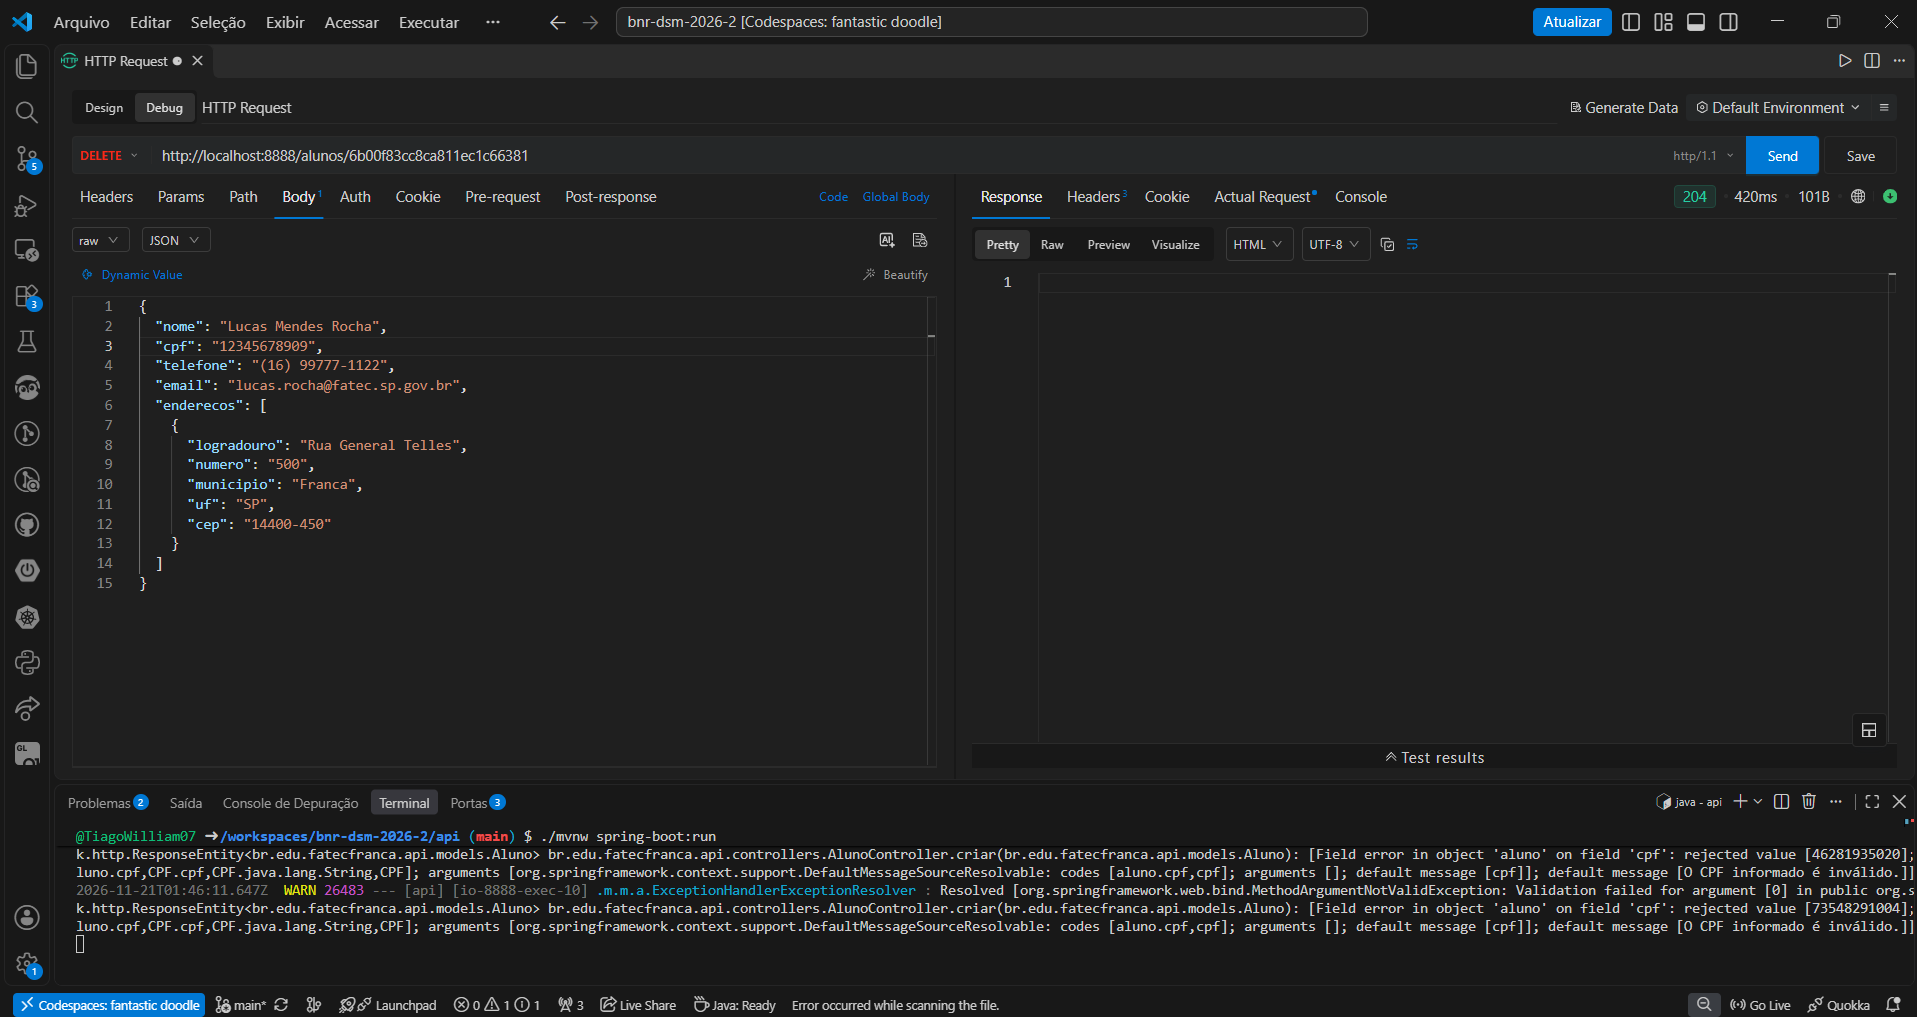 Arquivo Editar Seleção Exibir Acessar Executar ··· bnr-dsm-2026-2 [Codespaces: fantastic doodle] Atualizar
HTTP HTTP Request
Design Debug HTTP Request Generate Data Default Environment
DELETE http://localhost:8888/alunos/6b00f83cc8ca811ec1c66381 http/1.1 Send Save
Headers Params Path Body 1 Auth Cookie Pre-request Post-response Code Global Body
Response Headers 3 Cookie Actual Request Console 204 420ms 101B
raw JSON AI
Pretty Raw Preview Visualize HTML UTF-8
Dynamic Value Beautify
1
1 {
2 "nome": "Lucas Mendes Rocha",
3 "cpf": "12345678909",
4 "telefone": "(16) 99777-1122",
5 "email": "lucas.rocha@fatec.sp.gov.br",
6 "enderecos": [
7 {
8 "logradouro": "Rua General Telles",
9 "numero": "500",
10 "municipio": "Franca",
11 "uf": "SP",
12 "cep": "14400-450"
13 }
14 ]
15 }
5
3
GL
1
Test results
Problemas 2 Saída Console de Depuração Terminal Portas 3 java - api
@TiagoWilliam07 ➜ /workspaces/bnr-dsm-2026-2/api (main) $ ./mvnw spring-boot:run
k.http.ResponseEntity<br.edu.fatecfranca.api.models.Aluno> br.edu.fatecfranca.api.controllers.AlunoController.criar(br.edu.fatecfranca.api.models.Aluno): [Field error in object 'aluno' on field 'cpf': rejected value [46281935020];
luno.cpf,CPF.cpf,CPF.java.lang.String,CPF]; arguments [org.springframework.context.support.DefaultMessageSourceResolvable: codes [aluno.cpf,cpf]; arguments []; default message [cpf]]; default message [O CPF informado é inválido.]]
2026-11-21T01:46:11.647Z WARN 26483 --- [api] [io-8888-exec-10] .m.m.a.ExceptionHandlerExceptionResolver : Resolved [org.springframework.web.bind.MethodArgumentNotValidException: Validation failed for argument [0] in public org.s
k.http.ResponseEntity<br.edu.fatecfranca.api.models.Aluno> br.edu.fatecfranca.api.controllers.AlunoController.criar(br.edu.fatecfranca.api.models.Aluno): [Field error in object 'aluno' on field 'cpf': rejected value [73548291004];
luno.cpf,CPF.cpf,CPF.java.lang.String,CPF]; arguments [org.springframework.context.support.DefaultMessageSourceResolvable: codes [aluno.cpf,cpf]; arguments []; default message [cpf]]; default message [O CPF informado é inválido.]]
Codespaces: fantastic doodle main* Launchpad 0 1 1 3 Live Share Java: Ready Error occurred while scanning the file. Go Live Quokka